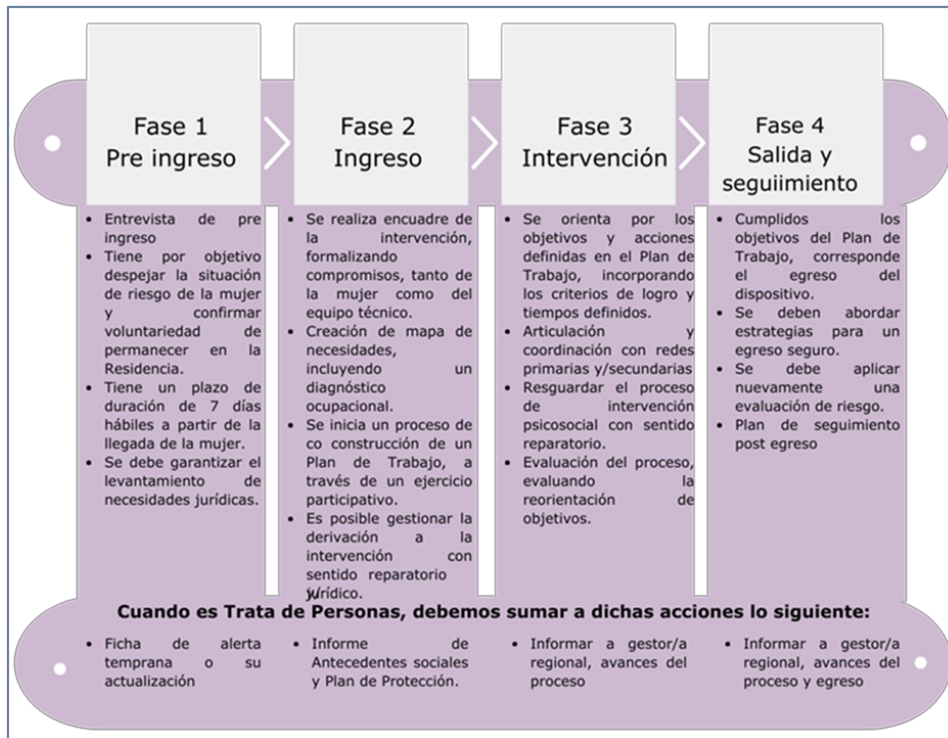 Fase 1
Pre ingreso
• Entrevista de pre
ingreso
• Tiene por objetivo
despejar la situación
de riesgo de la mujer
y confirmar
voluntariedad de
permanecer en la
Residencia.
• Tiene un plazo de
duración de 7 días
hábiles a partir de la
llegada de la mujer.
• Se debe garantizar el
levantamiento de
necesidades jurídicas.
Fase 2
Ingreso
• Se realiza encuadre de
la intervención,
formalizando
compromisos, tanto de
la mujer como del
equipo técnico.
• Creación de mapa de
necesidades,
incluyendo un
diagnóstico
ocupacional.
• Se inicia un proceso de
co construcción de un
Plan de Trabajo, a
través de un ejercicio
participativo.
• Es posible gestionar la
derivación a la
intervención con
sentido reparatorio
y/
jurídico.
Fase 3
Intervención
• Se orienta por los
objetivos y acciones
definidas en el Plan de
Trabajo, incorporando
los criterios de logro y
tiempos definidos.
• Articulación y
coordinación con redes
primarias y/secundarias
• Resguardar el proceso
de intervención
psicosocial con sentido
reparatorio.
• Evaluación del proceso,
evaluando la
reorientación de
objetivos.
Fase 4
Salida y
seguiimiento
• Cumplidos los
objetivos del Plan de
Trabajo, corresponde
el egreso del
dispositivo.
• Se deben abordar
estrategias para un
egreso seguro.
• Se debe aplicar
nuevamente una
evaluación de riesgo.
• Plan de seguimiento
post egreso
Cuando es Trata de Personas, debemos sumar a dichas acciones lo siguiente:
• Ficha de alerta
temprana o su
actualización
• Informe de
Antecedentes sociales
y Plan de Protección.
• Informar a gestor/a
regional, avances del
proceso
• Informar a gestor/a
regional, avances del
proceso y egreso